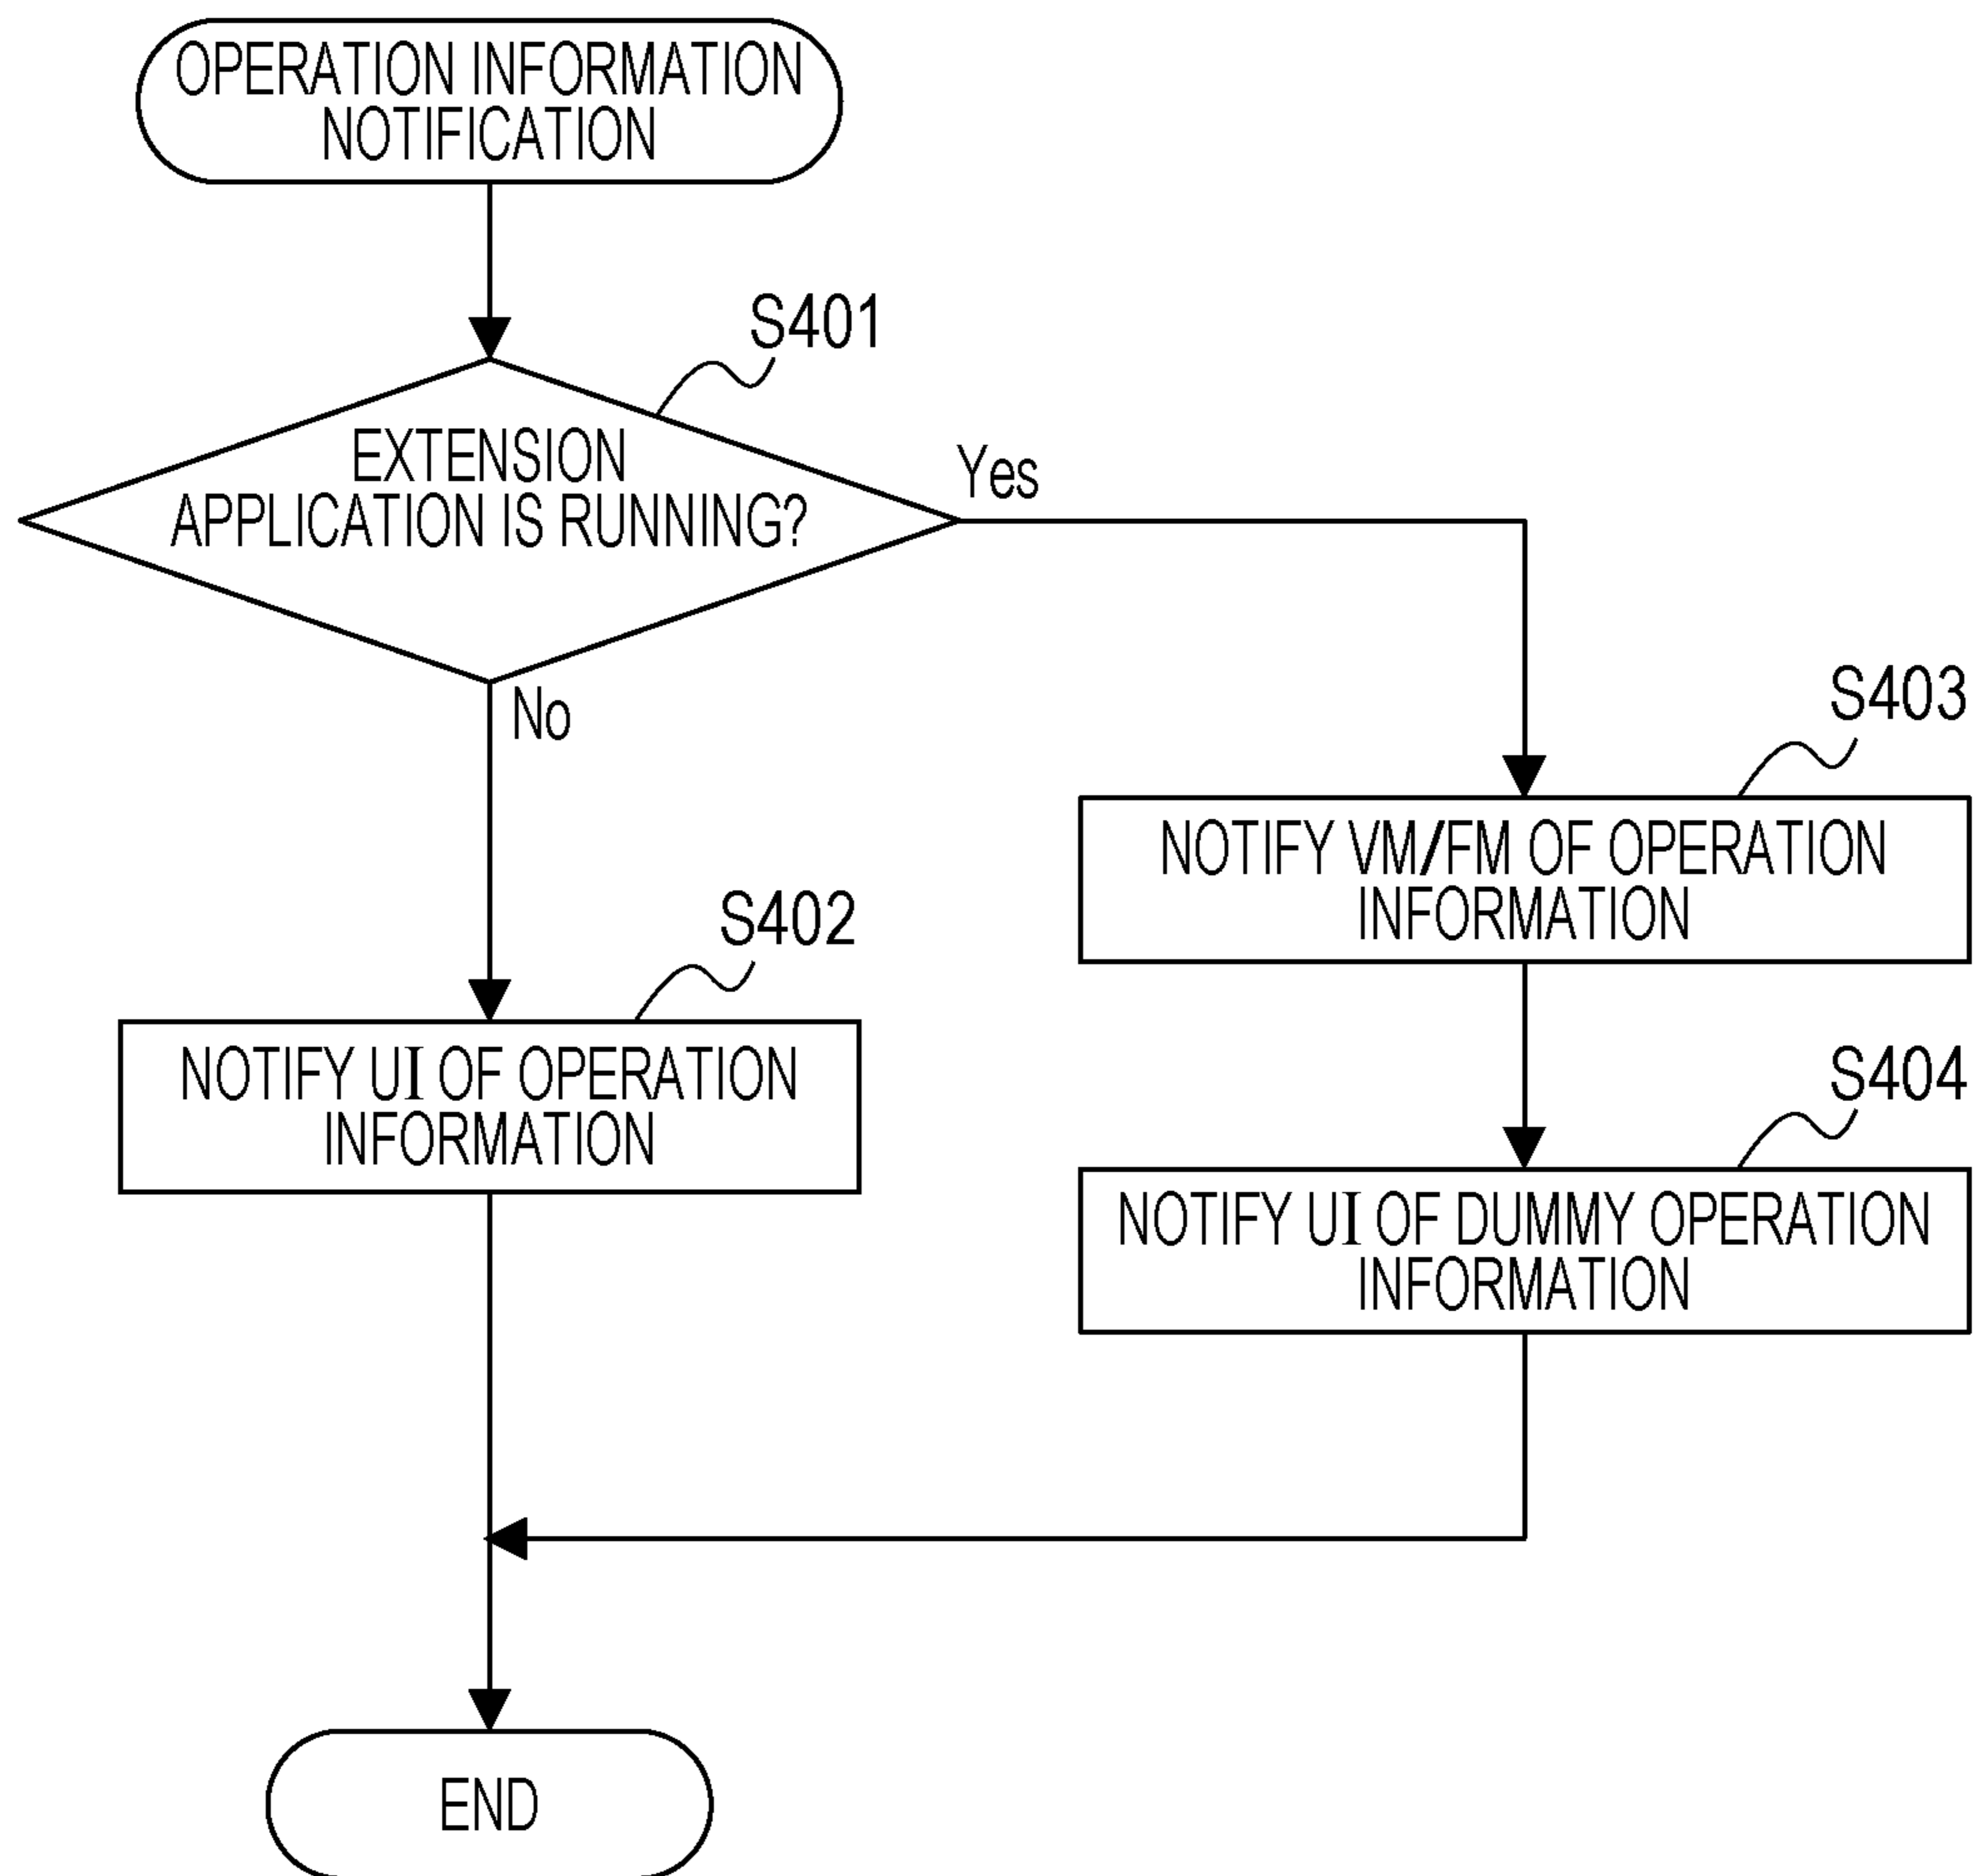 OPERATION INFORMATION
NOTIFICATION
S401
EXTENSION
APPLICATION IS RUNNING?
Yes
No
S403
NOTIFY VM/FM OF OPERATION
INFORMATION
S402
NOTIFY UI OF OPERATION
INFORMATION
S404
NOTIFY UI OF DUMMY OPERATION
INFORMATION
END